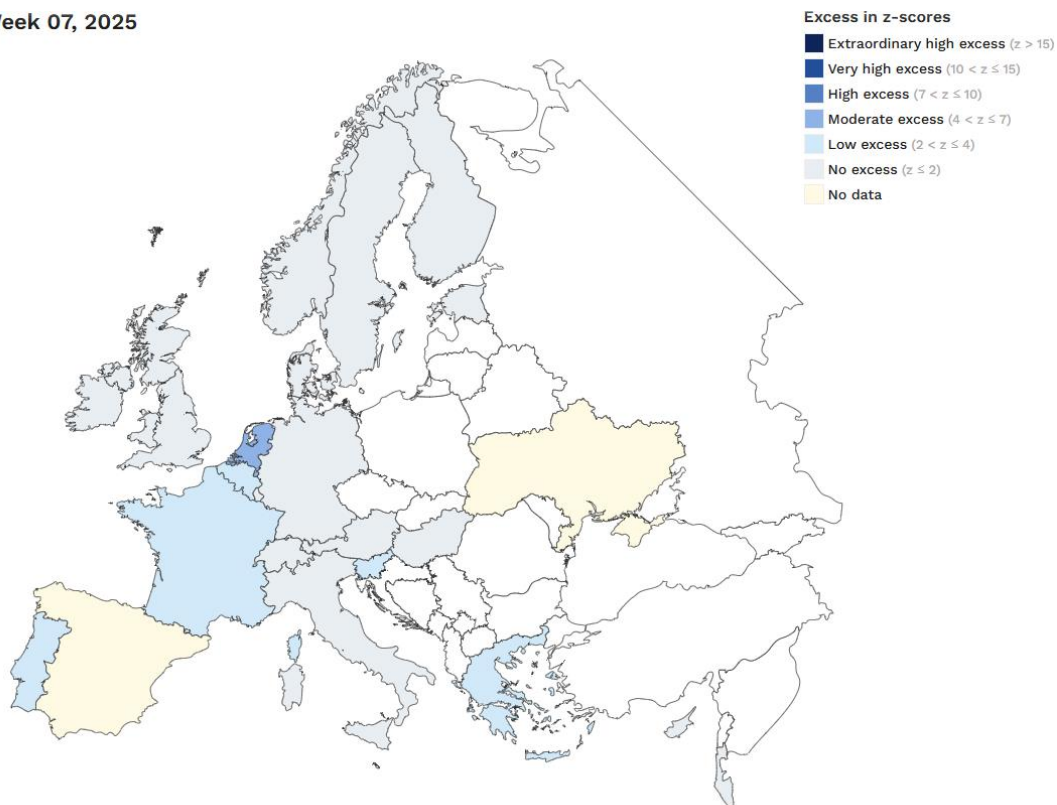 eek 07, 2025
Excess in z-scores
Extraordinary high excess (z > 15)
Very high excess (10 < z ≤ 15)
High excess (7 < z ≤ 10)
Moderate excess (4 < z ≤ 7)
Low excess (2 < z ≤ 4)
No excess (z ≤ 2)
No data